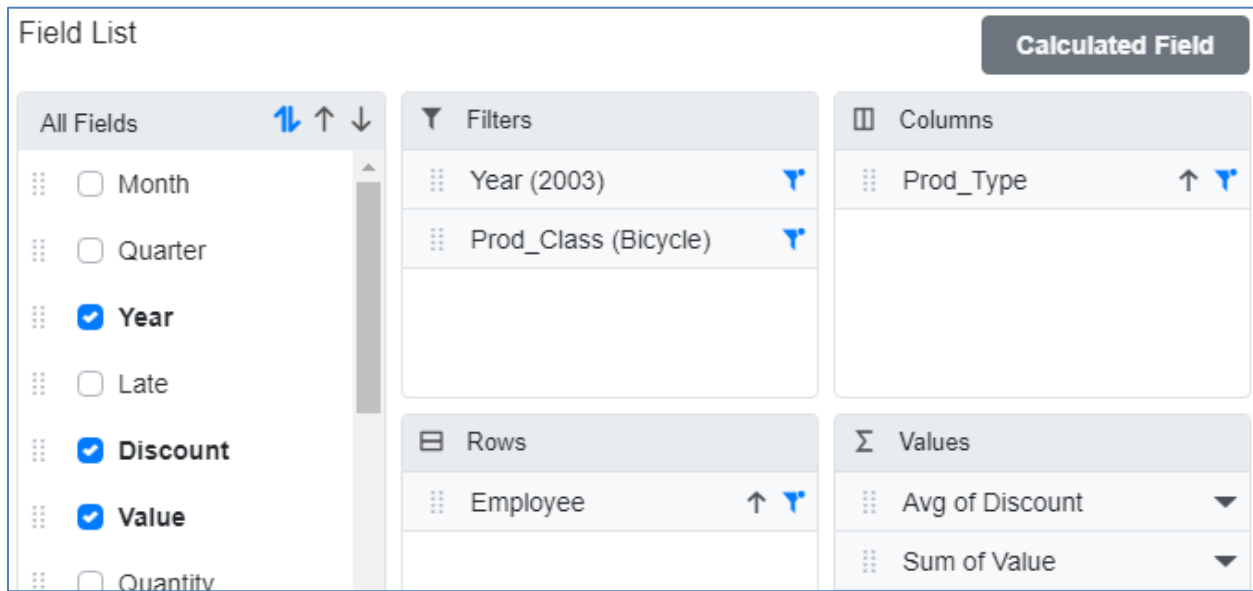 Field List
Calculated Field
All Fields
Month
Quarter
Year
Late
Discount
Value
Quantity
Filters
Year (2003)
Prod_Class (Bicycle)
Columns
Prod_Type
Rows
Employee
Σ Values
Avg of Discount
Sum of Value